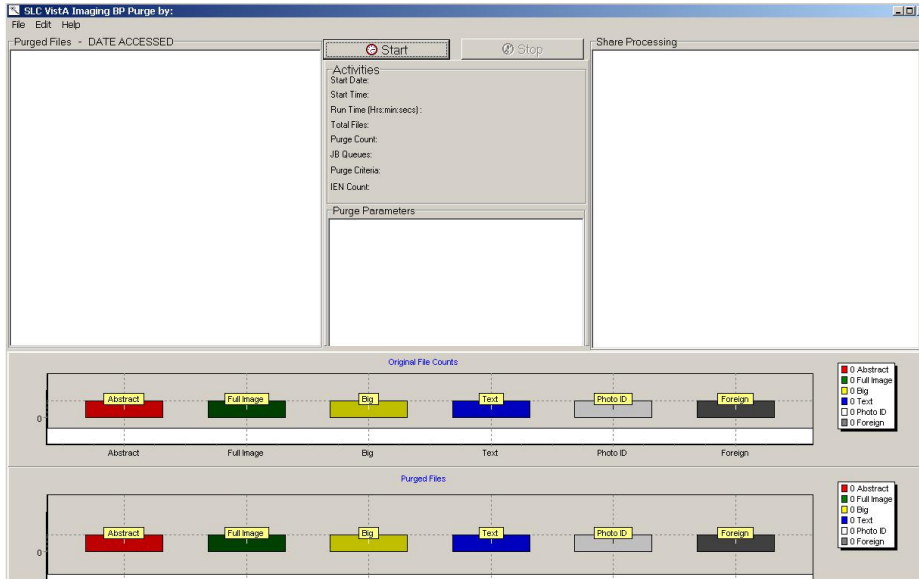 SLC VistA Imaging BP Purge by:
File Edit Help
Purged Files - DATE ACCESSED
Start
Stop
Share Processing
Activities
Start Date:
Start Time:
Run Time (Hrs:min:secs) :
Total Files:
Purge Count:
JB Queues:
Purge Criteria:
IEN Count:
Purge Parameters
Original File Counts
0
Abstract Full Image Big Text Photo ID Foreign
Abstract Full Image Big Text Photo ID Foreign
0 Abstract
0 Full Image
0 Big
0 Text
0 Photo ID
0 Foreign
Purged Files
0
Abstract Full Image Big Text Photo ID Foreign
0 Abstract
0 Full Image
0 Big
0 Text
0 Photo ID
0 Foreign